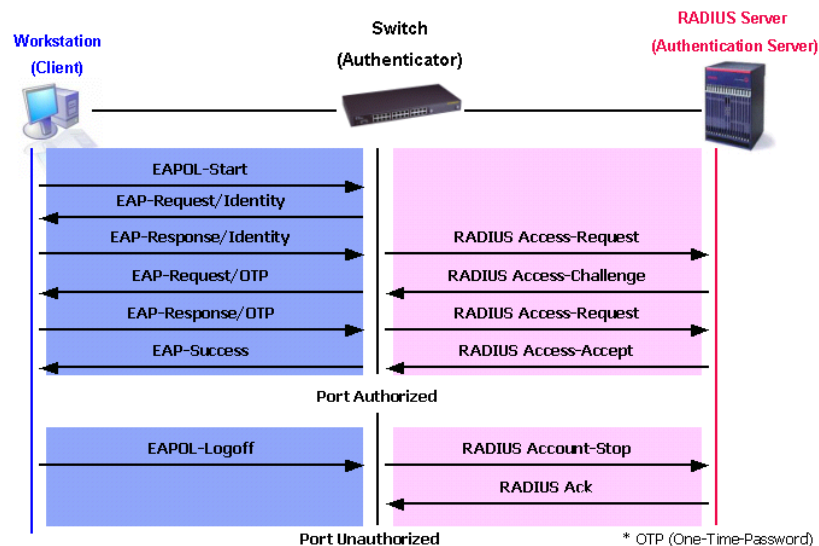 Workstation
(Client)
Switch
(Authenticator)
RADIUS Server
(Authentication Server)
EAPOL-Start
EAP-Request/Identity
EAP-Response/Identity
RADIUS Access-Request
EAP-Request/OTP
RADIUS Access-Challenge
EAP-Response/OTP
RADIUS Access-Request
EAP-Success
RADIUS Access-Accept
Port Authorized
EAPOL-Logoff
RADIUS Account-Stop
RADIUS Ack
Port Unauthorized
* OTP (One-Time-Password)